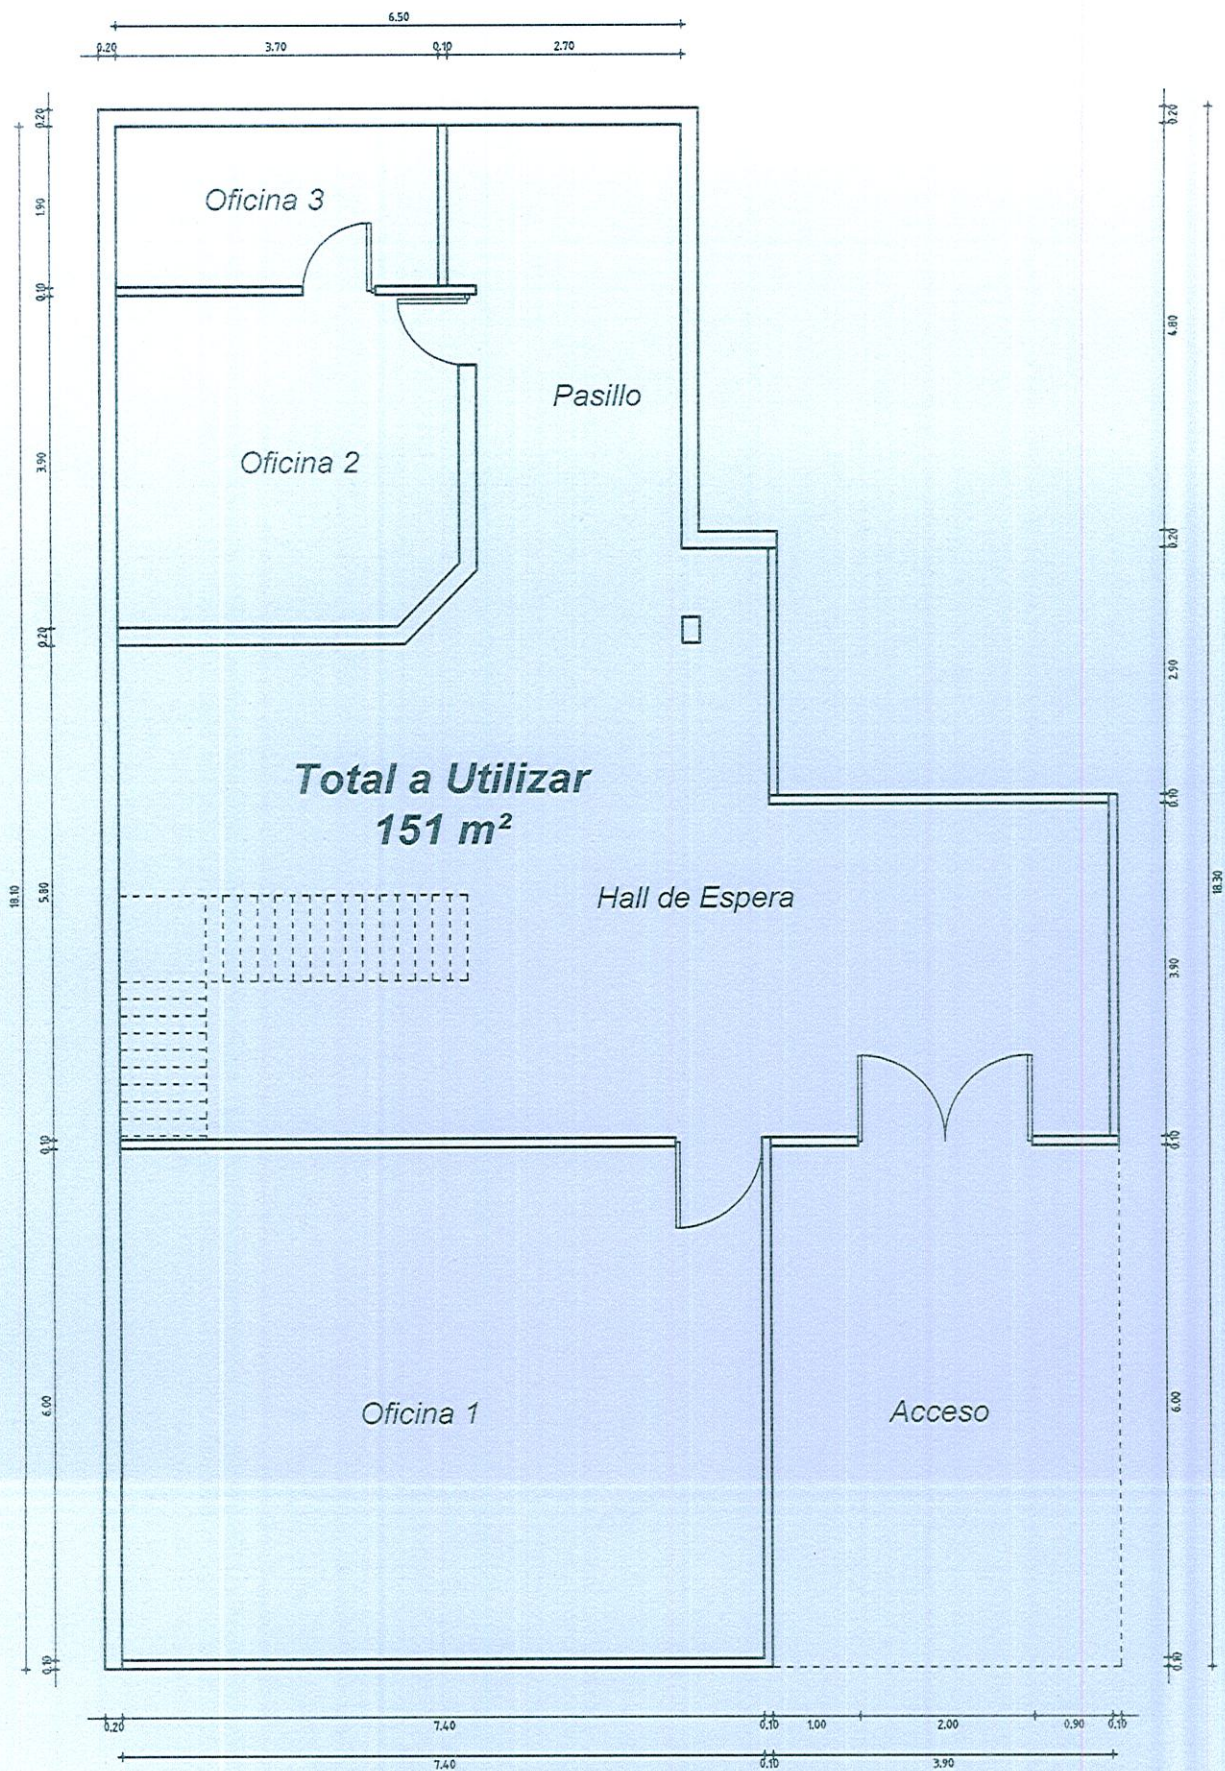 6.50
0.20 3.70 0.10 2.70
0.20
0.20
Oficina 3
1.90
0.10
4.80
Pasillo
Oficina 2
3.90
0.20
0.20
2.90
Total a Utilizar
151 m²
0.10
18.10
5.80
Hall de Espera
18.30
3.90
0.10
0.10
6.00
Oficina 1
Acceso
6.00
0.10
0.10
0.20 7.40 0.10 1.00 2.00 0.90 0.10
7.40 0.10 3.90